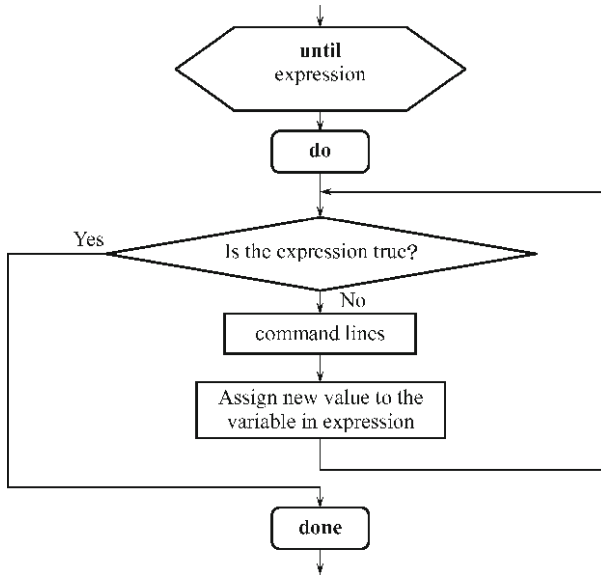 until
expression
do
Yes
Is the expression true?
No
command lines
Assign new value to the
variable in expression
done